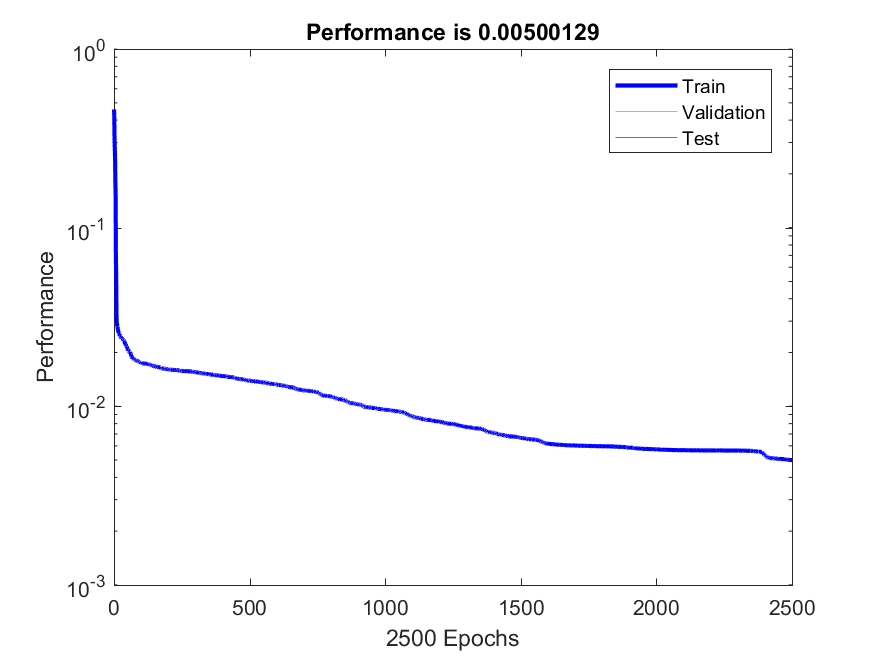 Performance is 0.00500129
10^0
Train
Validation
Test
10^-1
Performance
10^-2
10^-3
0 500 1000 1500 2000 2500
2500 Epochs